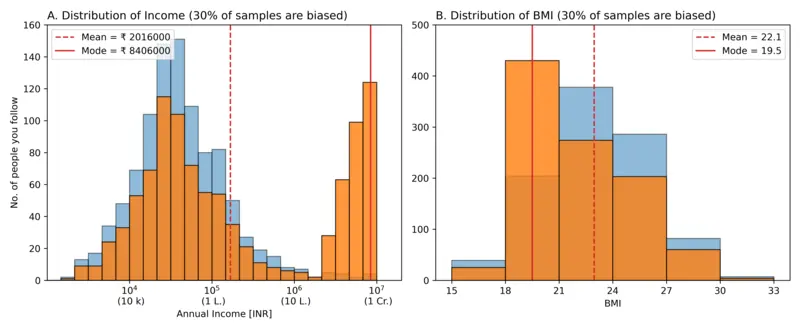 A. Distribution of Income (30% of samples are biased)
Mean = ₹ 2016000
Mode = ₹ 8406000
No. of people you follow
160
140
120
100
80
60
40
20
0
10⁴
(10 k)
10⁵
(1 L.)
10⁶
(10 L.)
10⁷
(1 Cr.)
Annual Income [INR]
B. Distribution of BMI (30% of samples are biased)
Mean = 22.1
Mode = 19.5
500
400
300
200
100
0
15 18 21 24 27 30 33
BMI